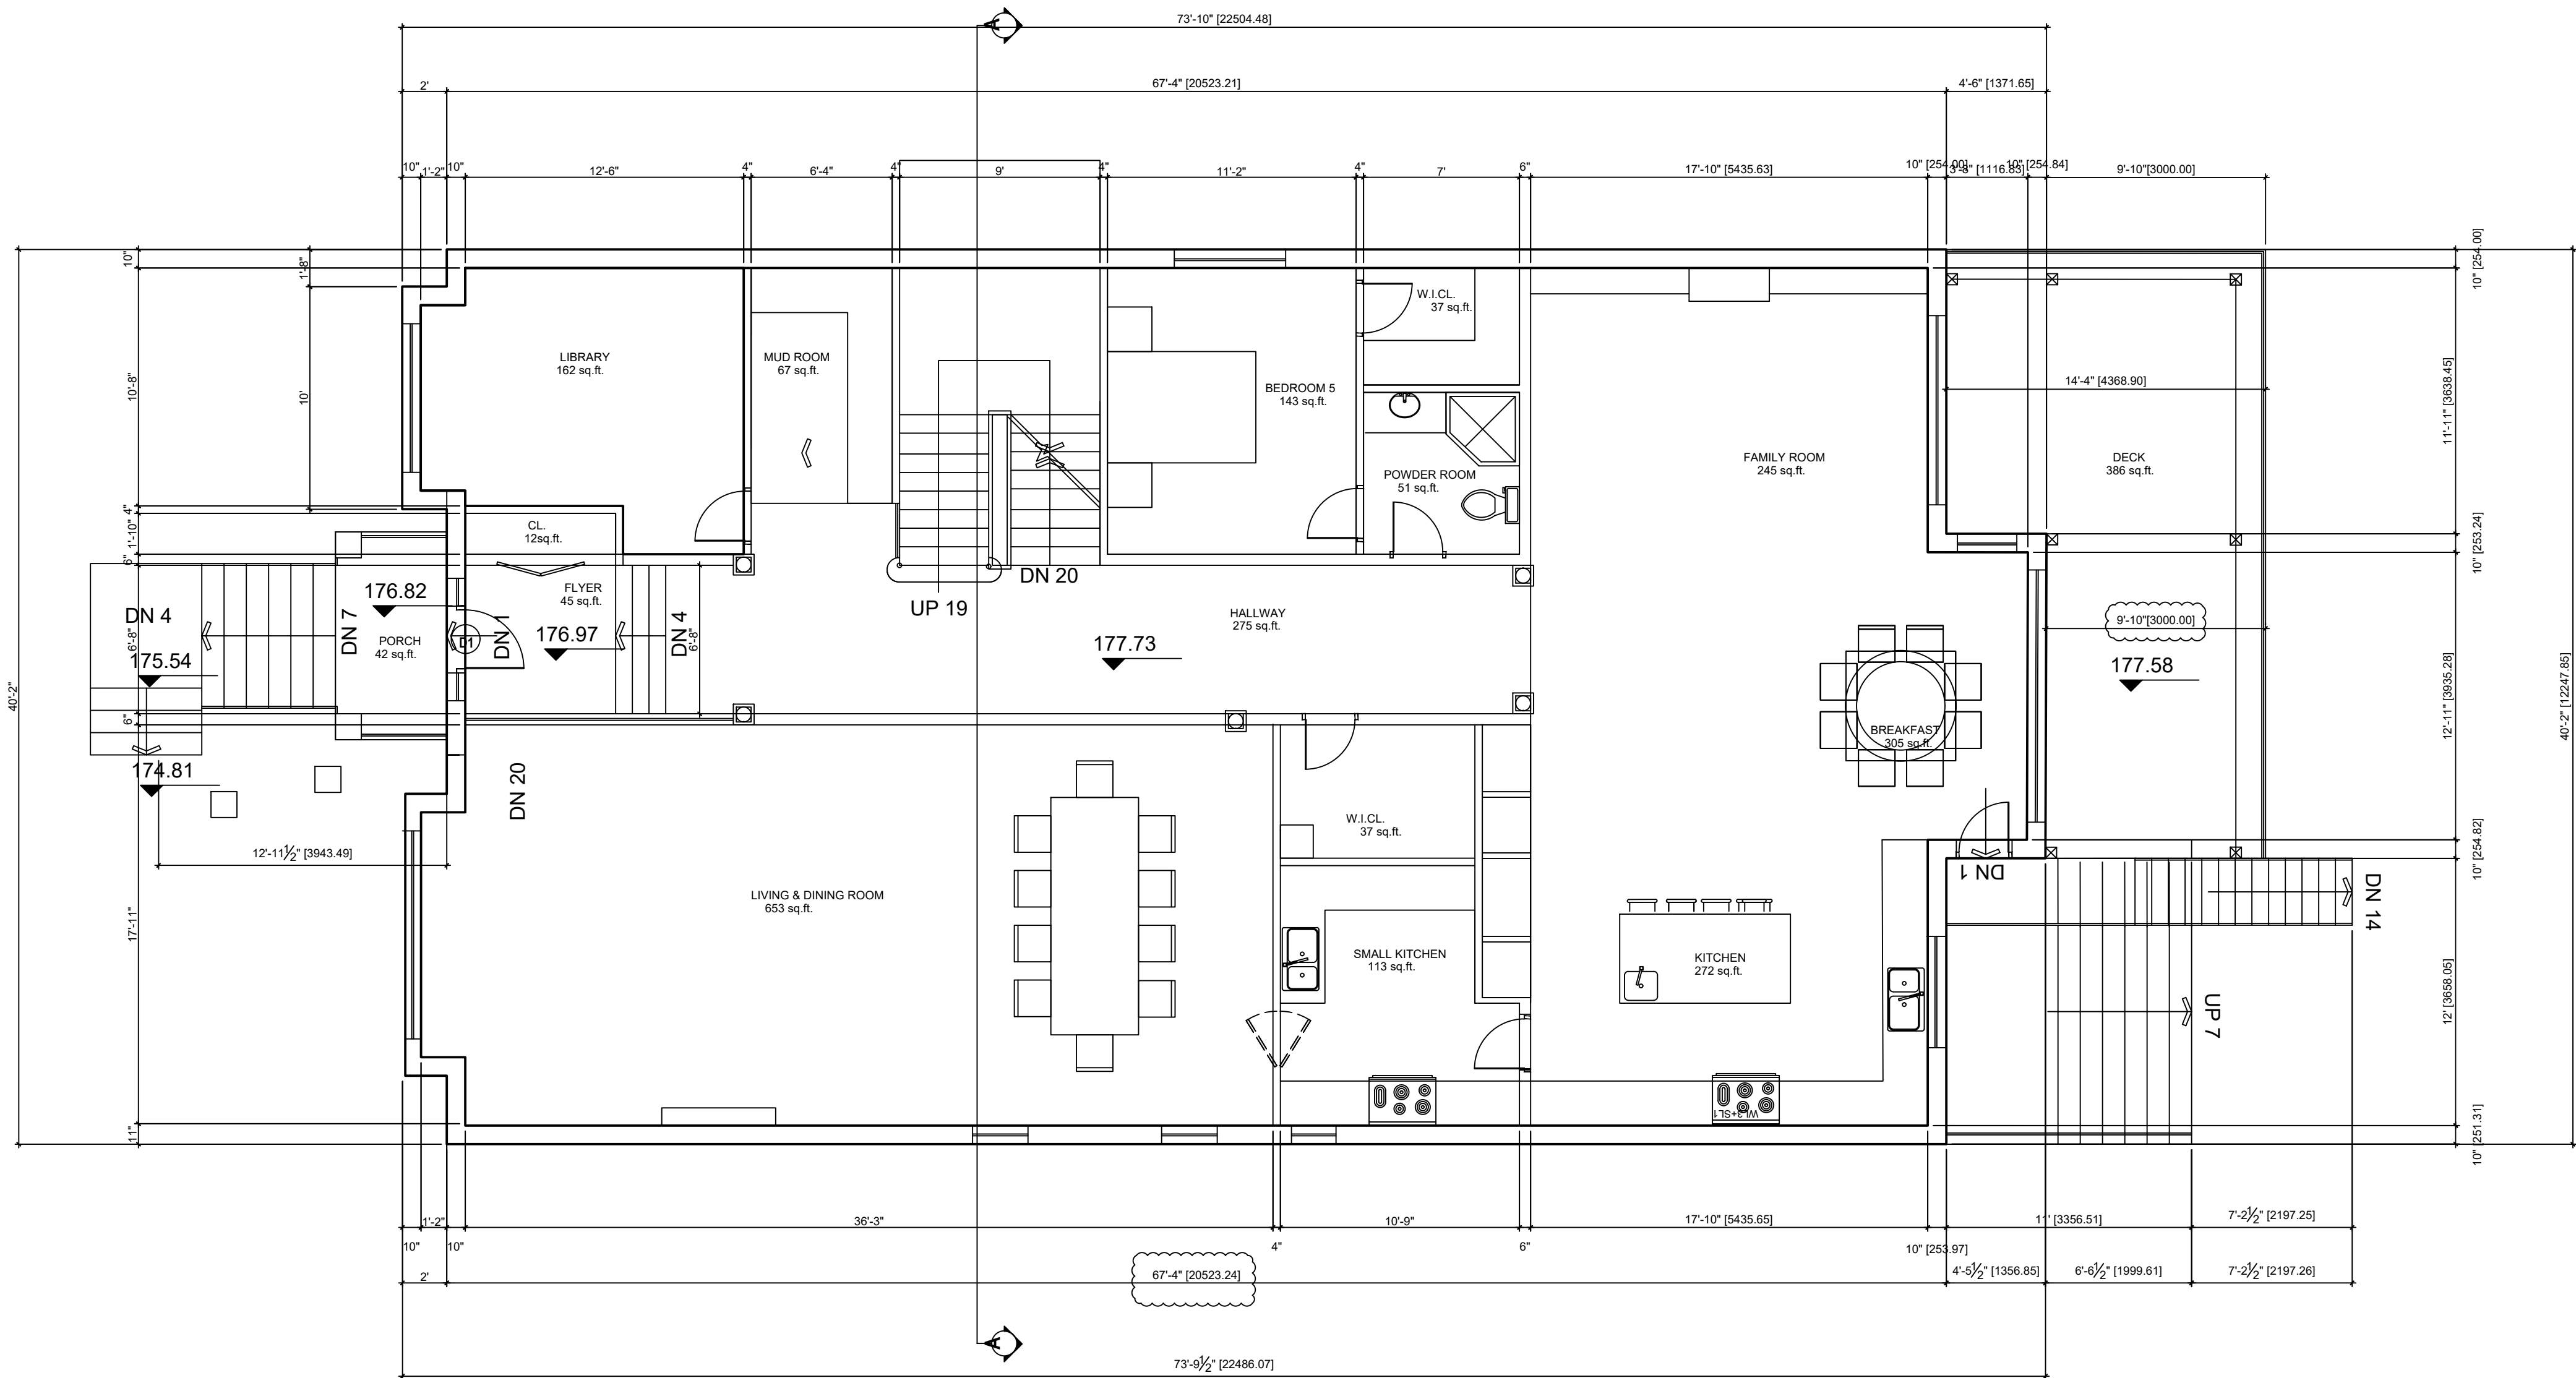 A
73'-10" [22504.48]
2'
67'-4" [20523.21]
4'-6" [1371.65]
10"
1'-2"
10"
12'-6"
4"
6'-4"
4"
9'
4"
11'-2"
4"
7'
6"
17'-10" [5435.63]
10" [254.00]
3'-8" [1116.83]
10" [254.84]
9'-10"[3000.00]
10"
1'-8"
10" [254.00]
W.I.CL.
37 sq.ft.
LIBRARY
162 sq.ft.
MUD ROOM
67 sq.ft.
BEDROOM 5
143 sq.ft.
14'-4" [4368.90]
10'-8"
10'
11'-11" [3638.45]
FAMILY ROOM
245 sq.ft.
DECK
386 sq.ft.
POWDER ROOM
51 sq.ft.
4"
1'-10"
6"
CL.
12sq.ft.
10" [253.24]
DN 20
UP 19
FLYER
45 sq.ft.
176.82
DN 4
DN 7
PORCH
42 sq.ft.
D1
DN 1
176.97
DN 4
6'-8"
6'-8"
HALLWAY
275 sq.ft.
177.73
9'-10"[3000.00]
175.54
177.58
40'-2"
6"
12'-11" [3935.28]
40'-2" [12247.85]
BREAKFAST
305 sq.ft.
174.81
DN 20
W.I.CL.
37 sq.ft.
12'-11½" [3943.49]
10" [254.82]
DN 1
DN 14
LIVING & DINING ROOM
653 sq.ft.
17'-11"
SMALL KITCHEN
113 sq.ft.
KITCHEN
272 sq.ft.
12' [3658.05]
UP 7
WL3+SL1
11"
10" [251.31]
1'-2"
36'-3"
10'-9"
17'-10" [5435.65]
11' [3356.51]
7'-2½" [2197.25]
10"
10"
4"
6"
10" [253.97]
2'
67'-4" [20523.24]
4'-5½" [1356.85]
6'-6½" [1999.61]
7'-2½" [2197.26]
A
73'-9½" [22486.07]